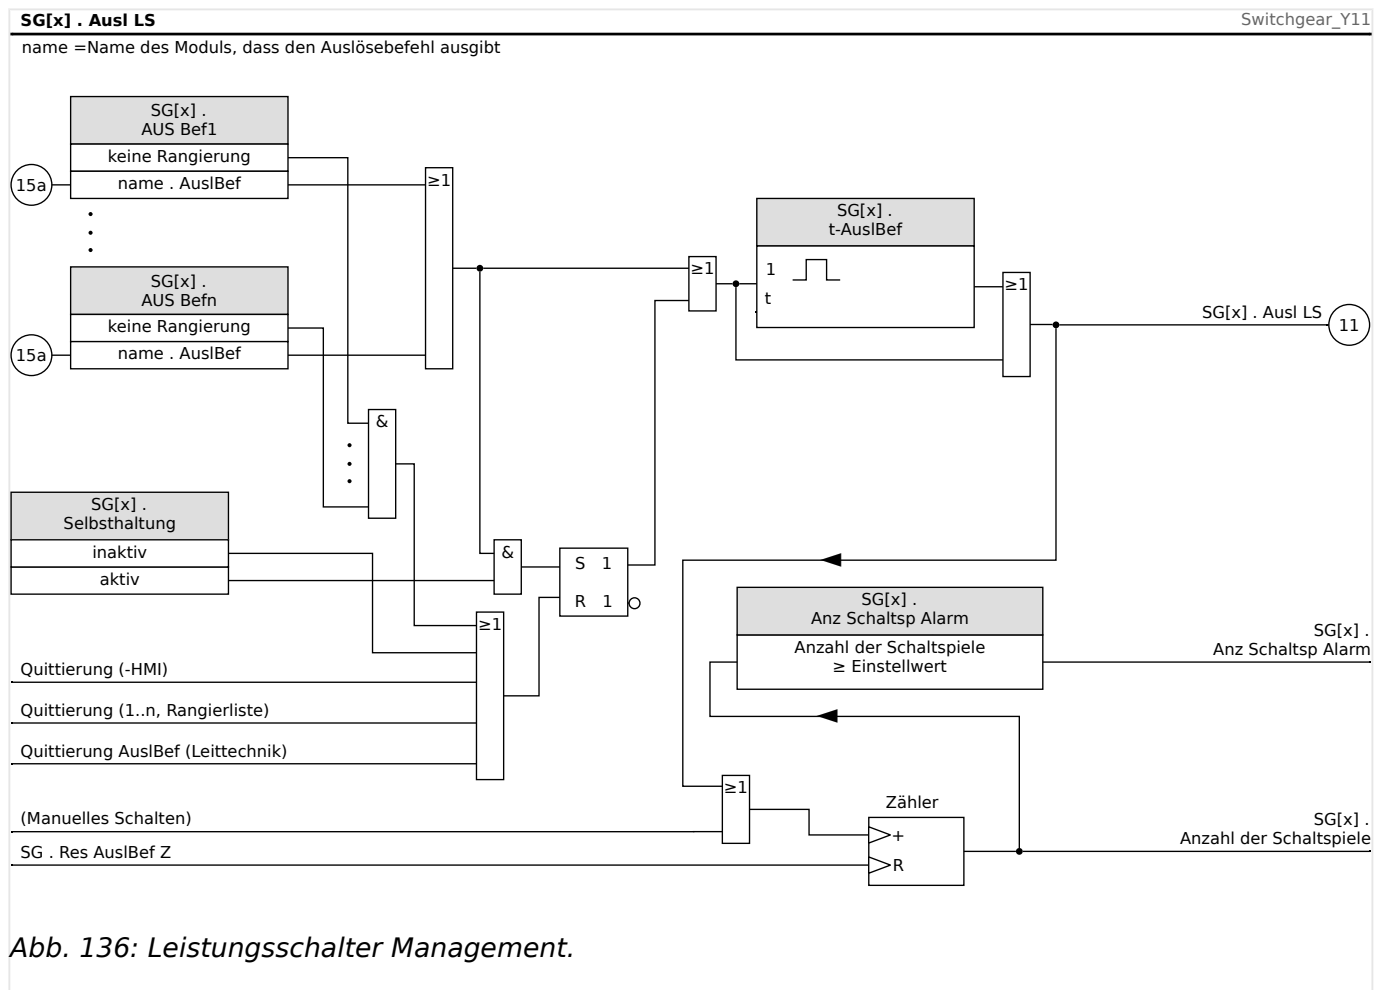 SG[x] . Ausl LS
Switchgear_Y11
name =Name des Moduls, dass den Auslösebefehl ausgibt
SG[x] .
AUS Bef1
keine Rangierung
15a
name . AuslBef
≥1
SG[x] .
AUS Befn
keine Rangierung
15a
name . AuslBef
≥1
SG[x] .
t-AuslBef
1
t
≥1
SG[x] . Ausl LS
11
&
SG[x] .
Selbsthaltung
inaktiv
aktiv
&
S 1
R 1
≥1
Quittierung (-HMI)
Quittierung (1..n, Rangierliste)
Quittierung AuslBef (Leittechnik)
SG[x] .
Anz Schaltsp Alarm
Anzahl der Schaltspiele
≥ Einstellwert
SG[x] .
Anz Schaltsp Alarm
(Manuelles Schalten)
≥1
Zähler
+
R
SG . Res AuslBef Z
SG[x] .
Anzahl der Schaltspiele
Abb. 136: Leistungsschalter Management.